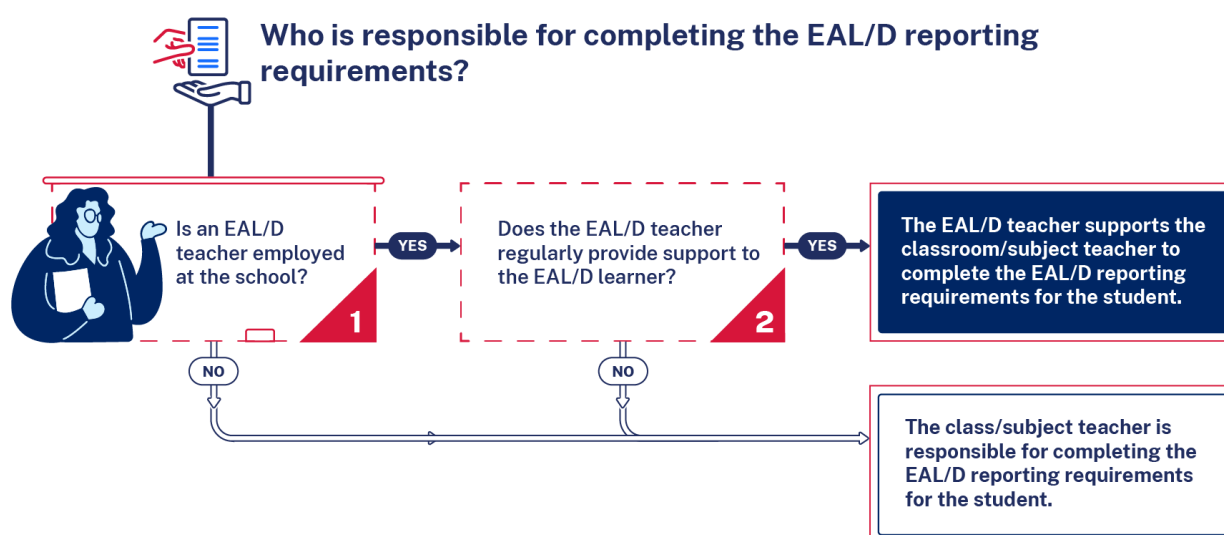 Who is responsible for completing the EAL/D reporting
requirements?
Is an EAL/D
teacher employed
at the school?
1
YES
Does the EAL/D teacher
regularly provide support to
the EAL/D learner?
2
YES
The EAL/D teacher supports the
classroom/subject teacher to
complete the EAL/D reporting
requirements for the student.
NO
NO
The class/subject teacher is
responsible for completing the
EAL/D reporting requirements
for the student.